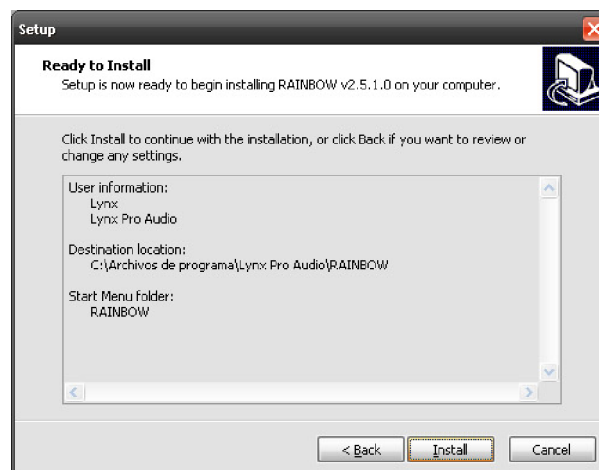 Setup
Ready to Install
Setup is now ready to begin installing RAINBOW v2.5.1.0 on your computer.
Click Install to continue with the installation, or click Back if you want to review or
change any settings.
User information:
Lynx
Lynx Pro Audio
Destination location:
C:\Archivos de programa\Lynx Pro Audio\RAINBOW
Start Menu folder:
RAINBOW
< Back
Install
Cancel